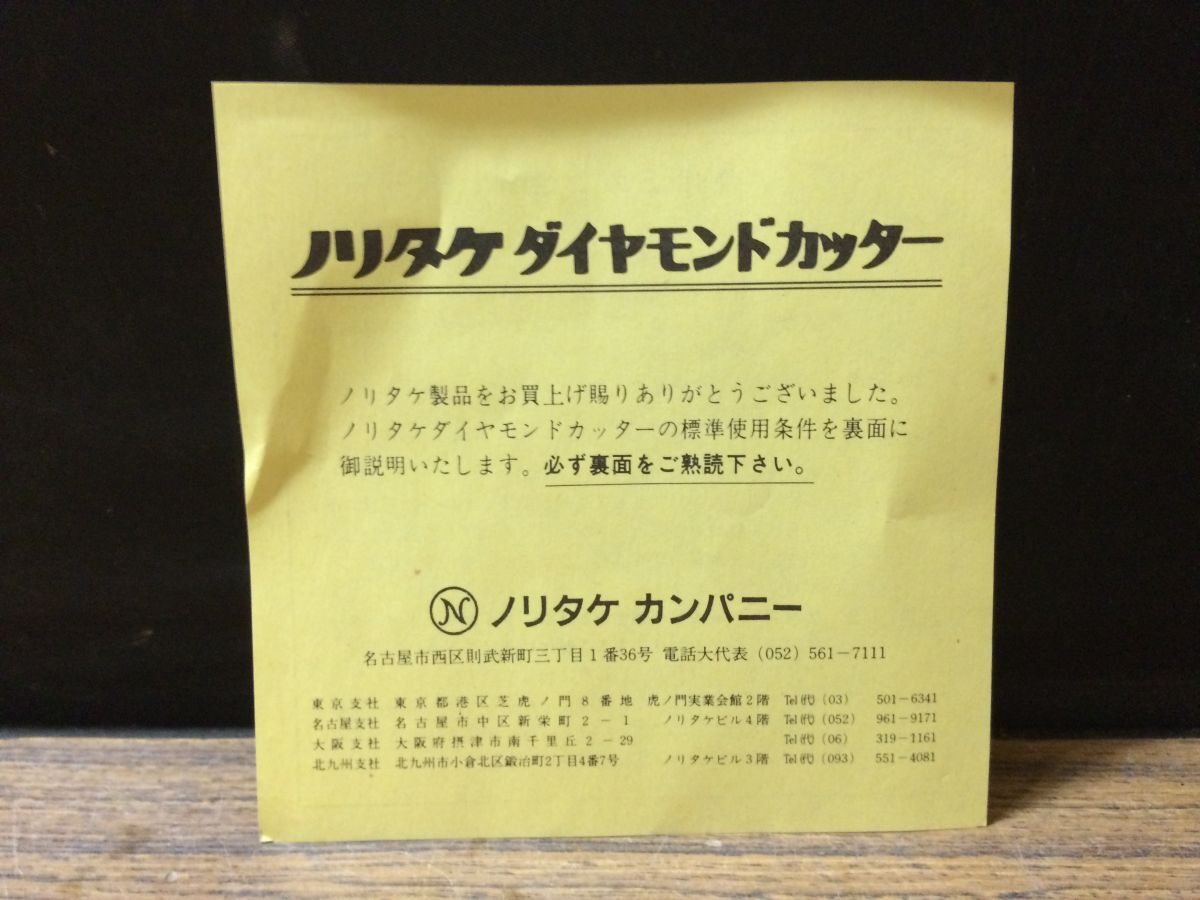 ノリタケ ダイヤモンドカッター
ノリタケ製品をお買上げ賜りありがとうございました。
ノリタケダイヤモンドカッターの標準使用条件を裏面に
御説明いたします。必ず裏面をご熟読下さい。
N ノリタケ カンパニー
名古屋市西区則武新町三丁目1番36号 電話大代表(052)561-7111
東京支社 東京都港区芝虎ノ門8番地 虎ノ門実業会館2階 Tel(代)(03) 501-6341
名古屋支社 名古屋市中区新栄町2-1 ノリタケビル4階 Tel(代)(052) 961-9171
大阪支社 大阪府摂津市南千里丘2-29 Tel(代)(06) 319-1161
北九州支社 北九州市小倉北区鍛冶町2丁目4番7号 ノリタケビル3階 Tel(代)(093) 551-4081